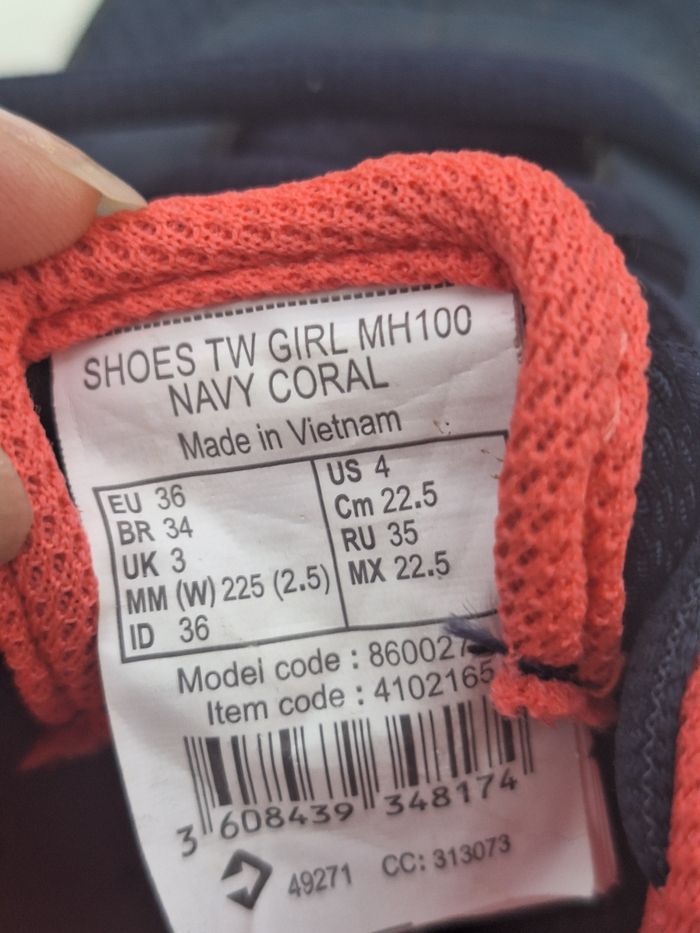 SHOES TW GIRL MH100
NAVY CORAL
Made in Vietnam
EU 36
BR 34
UK 3
MM (W) 225 (2.5)
ID 36
US 4
Cm 22.5
RU 35
MX 22.5
Model code :
Item code : 4102165
3 608439 348174
49271 CC: 313073